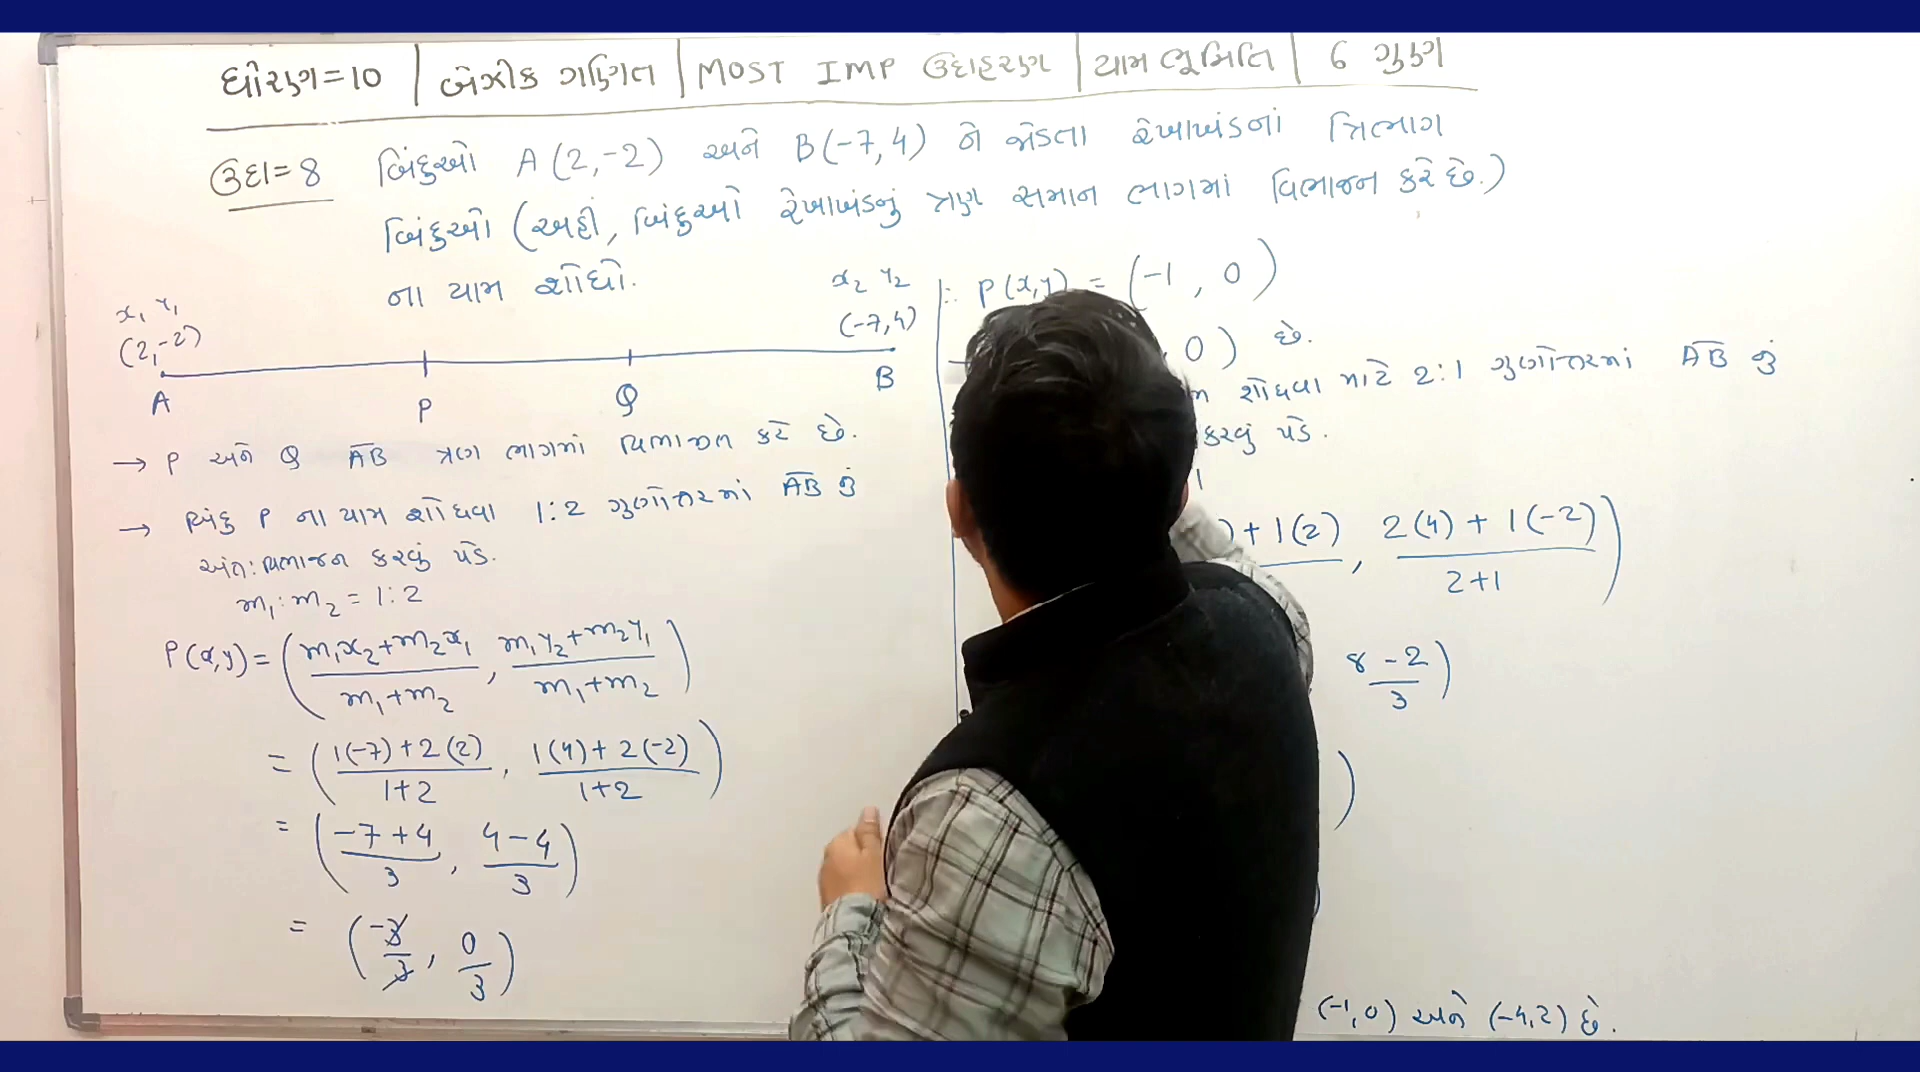 ધોરણ=10 | બેઝીક ગણિત | MOST IMP ઉદાહરણ | યામ ભૂમિતિ | 6 ગુણ
ઉદા=8 બિંદુઓ A(2,-2) અને B(-7,4) ને જોડતા રેખાખંડનાં ત્રિભાગ
બિંદુઓ (અહીં, બિંદુઓ રેખાખંડનું ત્રણ સમાન ભાગમાં વિભાજન કરે છે.)
ના યામ શોધો.
x₁ y₁
(2,-2)
x₂ y₂
(-7,4)
A P Q B
→ P અને Q A̅B̅ ત્રણ ભાગમાં વિભાજીત કરે છે.
→ બિંદુ P ના યામ શોધવા 1:2 ગુણોત્તરમાં A̅B̅ નું
અંત:વિભાજન કરવું પડે.
m₁:m₂ = 1:2
P(x,y) = ( (m₁x₂+m₂x₁)/(m₁+m₂) , (m₁y₂+m₂y₁)/(m₁+m₂) )
= ( (1(-7)+2(2))/(1+2) , (1(4)+2(-2))/(1+2) )
= ( (-7+4)/3 , (4-4)/3 )
= ( -3/3 , 0/3 )
∴ P(x,y) = (-1, 0)
0) છે.
શોધવા માટે 2:1 ગુણોત્તરમાં A̅B̅ નું
કરવું પડે.
1
) + 1(2) , (2(4) + 1(-2))/(2+1) )
(8-2)/3 )
)
(-1,0) અને (-4,2) છે.